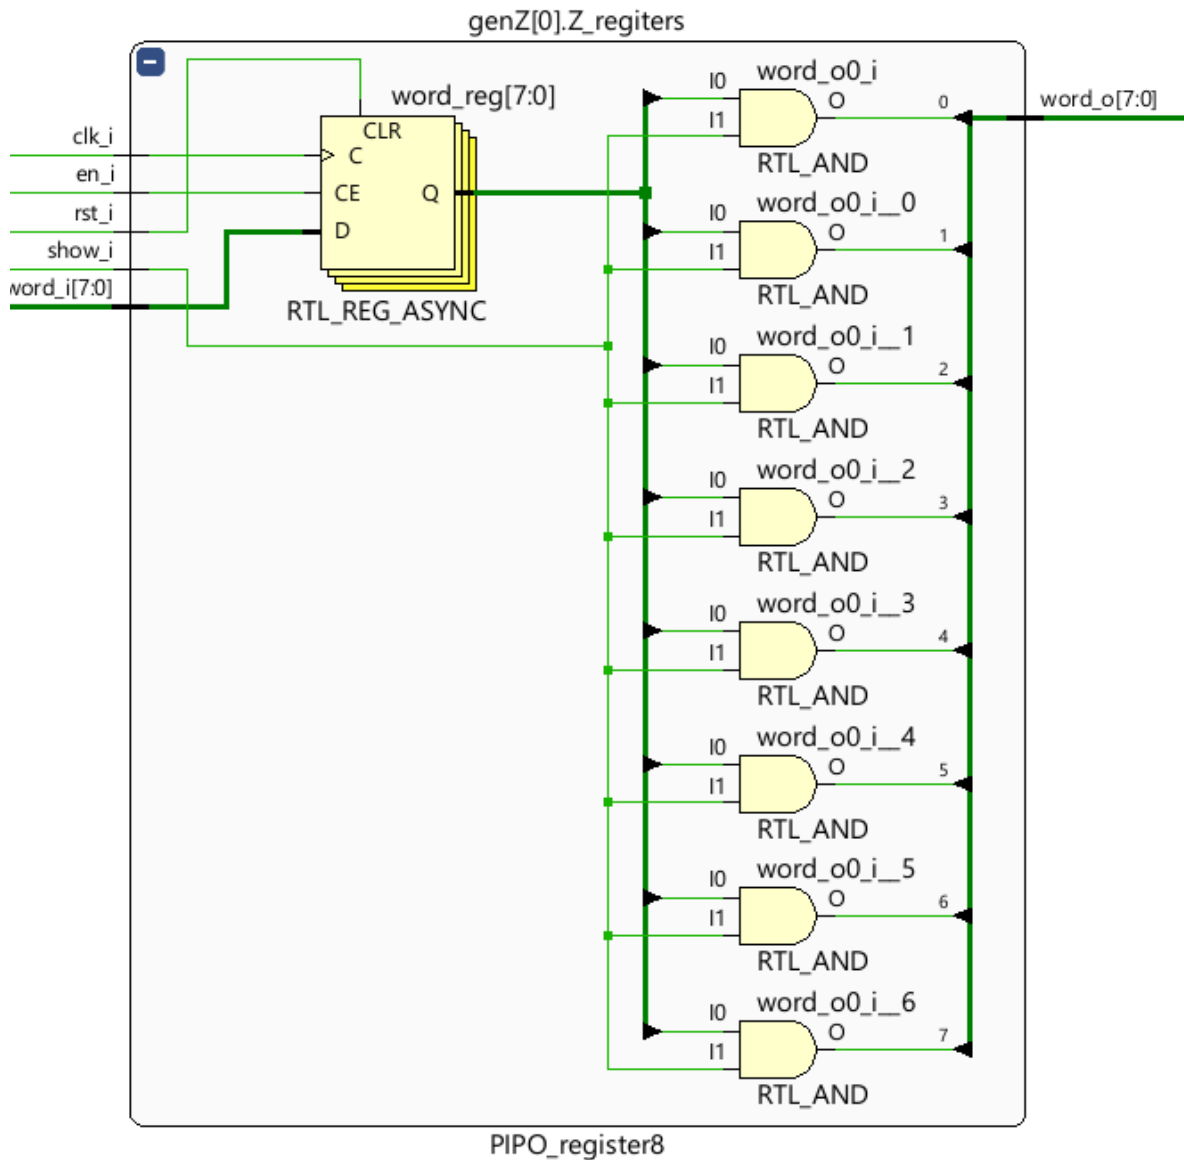 genZ[0].Z_regiters
word_reg[7:0]
CLR
C
CE
Q
D
RTL_REG_ASYNC
clk_i
en_i
rst_i
show_i
word_i[7:0]
word_o0_i
I0
O
I1
RTL_AND
0
word_o[7:0]
word_o0_i__0
I0
O
I1
RTL_AND
1
word_o0_i__1
I0
O
I1
RTL_AND
2
word_o0_i__2
I0
O
I1
RTL_AND
3
word_o0_i__3
I0
O
I1
RTL_AND
4
word_o0_i__4
I0
O
I1
RTL_AND
5
word_o0_i__5
I0
O
I1
RTL_AND
6
word_o0_i__6
I0
O
I1
RTL_AND
7
PIPO_register8